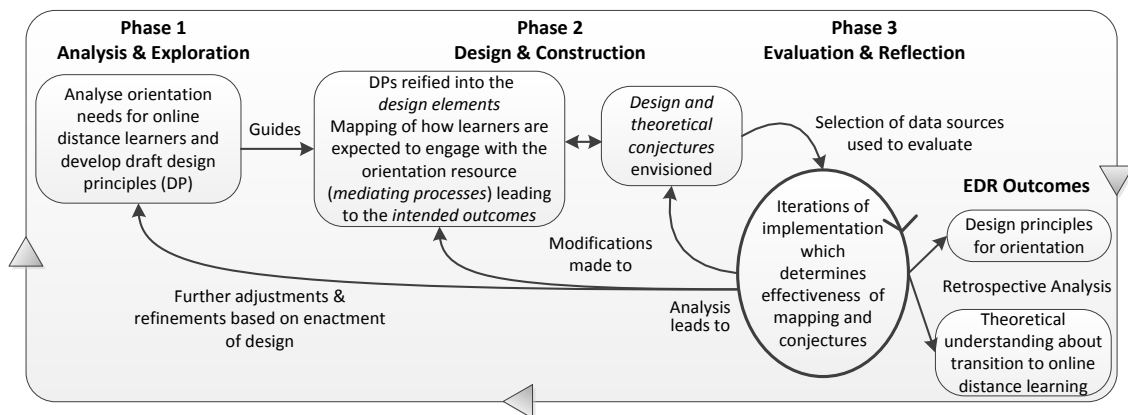 Phase 1
Analysis & Exploration
Analyse orientation
needs for online
distance learners and
develop draft design
principles (DP)
Guides
Phase 2
Design & Construction
DPs reified into the
design elements
Mapping of how learners are
expected to engage with the
orientation resource
(mediating processes) leading
to the intended outcomes
Design and
theoretical
conjectures
envisioned
Phase 3
Evaluation & Reflection
Selection of data sources
used to evaluate
Iterations of
implementation
which
determines
effectiveness of
mapping and
conjectures
Modifications
made to
Analysis
leads to
Further adjustments &
refinements based on enactment
of design
EDR Outcomes
Design principles
for orientation
Retrospective Analysis
Theoretical
understanding about
transition to online
distance learning